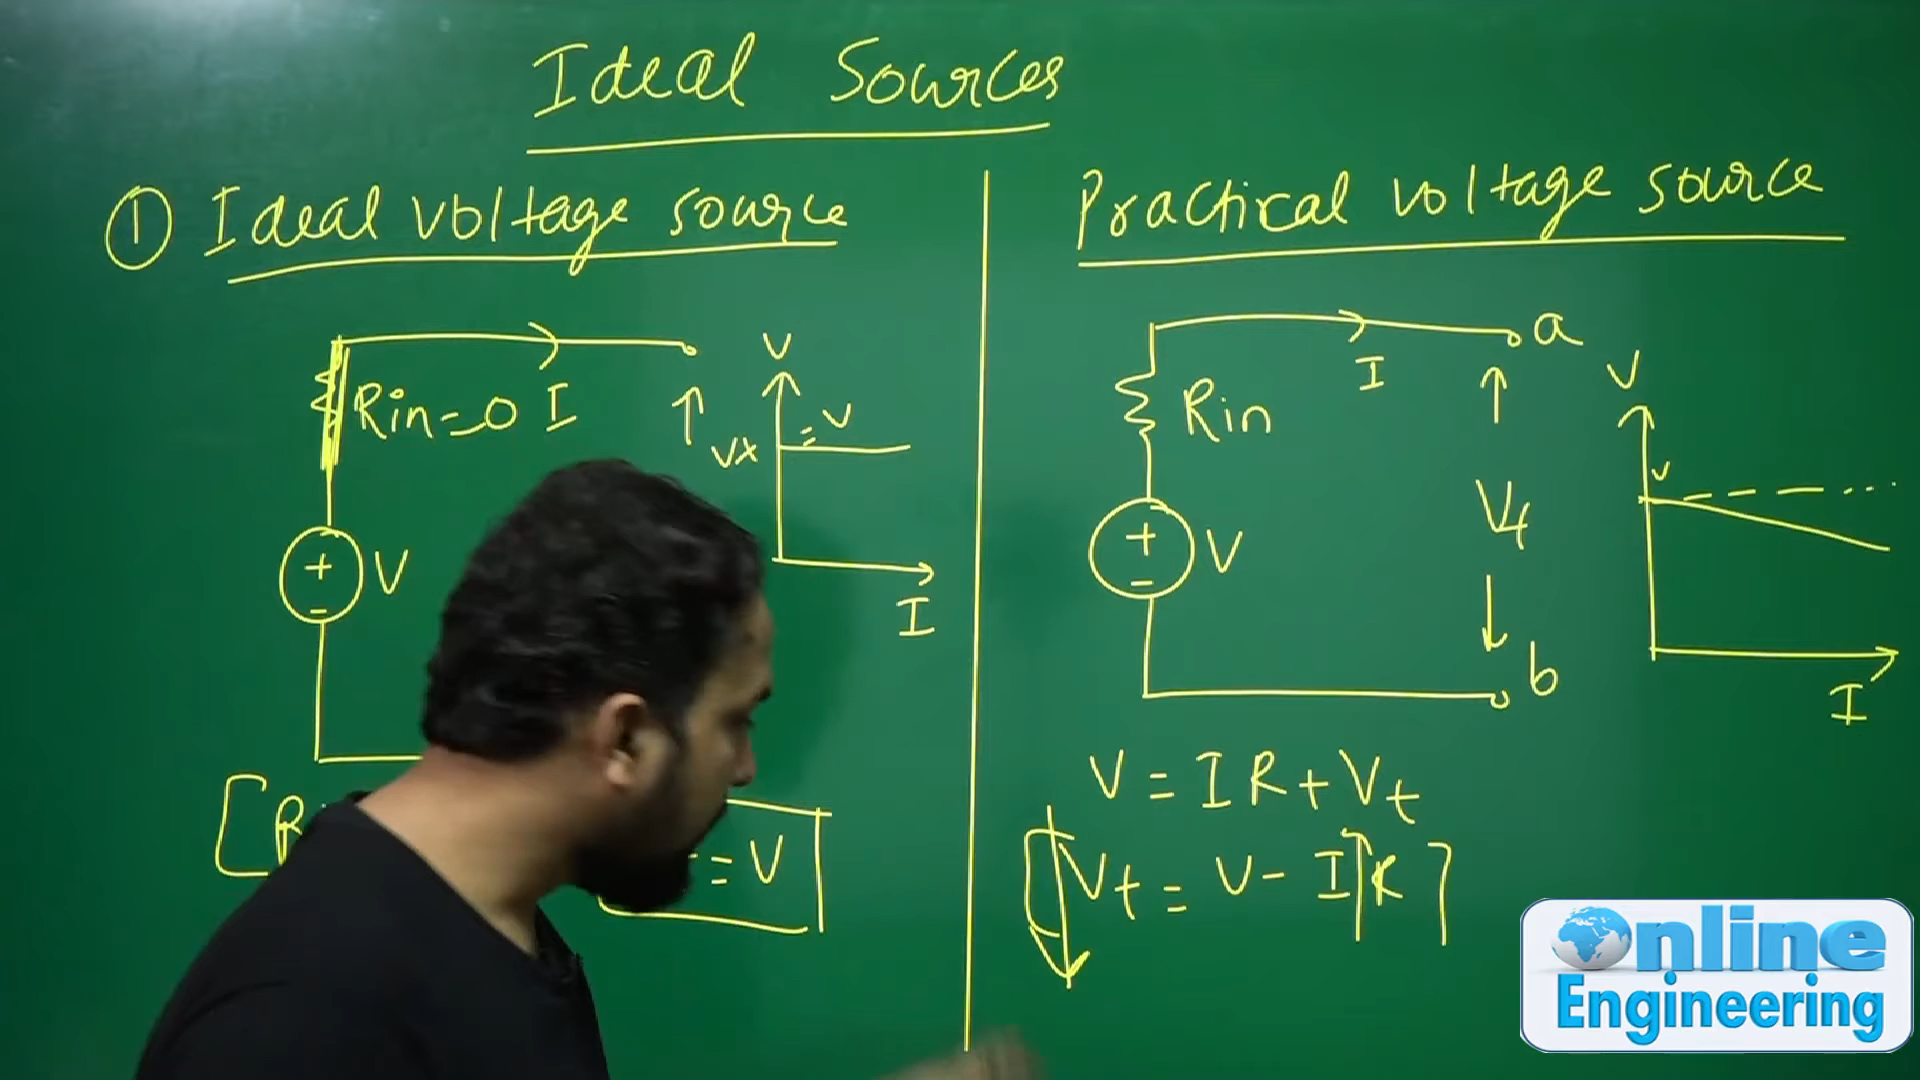 Ideal Sources
① Ideal voltage source
I
Rin=0
V
Vx
= V
V
I
= V
Practical voltage source
I
a
Rin
V
Vt
b
V
v
I
V = IR + Vt
[Vt = V - IR]
Online
Engineering